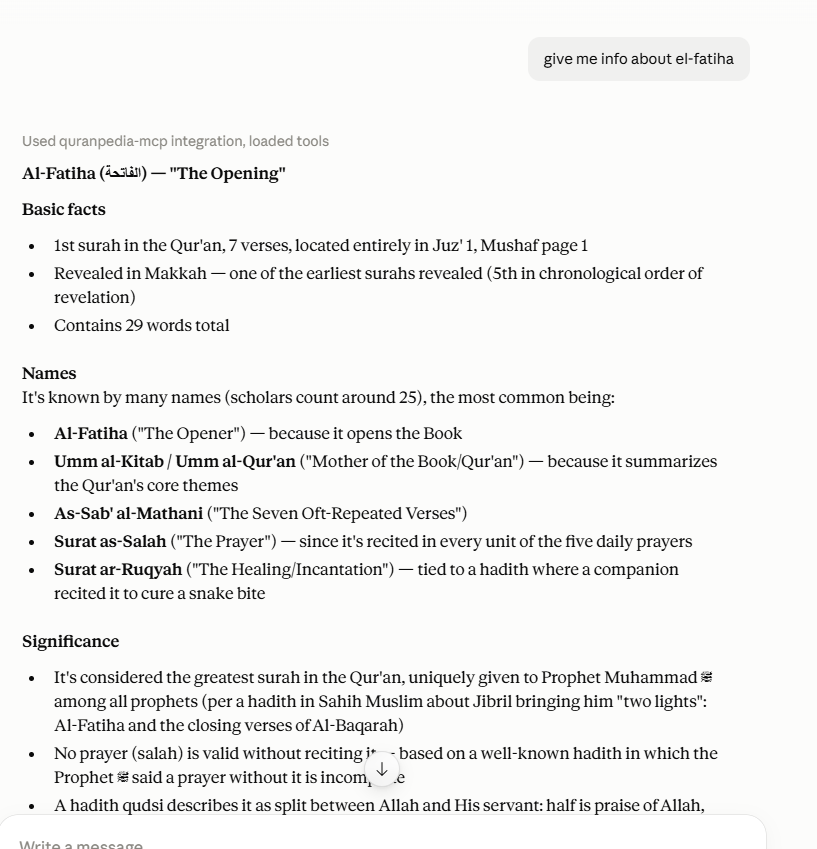 give me info about el-fatiha
Used quranpedia-mcp integration, loaded tools
Al-Fatiha (الفاتحة) — "The Opening"
Basic facts
• 1st surah in the Qur'an, 7 verses, located entirely in Juz' 1, Mushaf page 1
• Revealed in Makkah — one of the earliest surahs revealed (5th in chronological order of
revelation)
• Contains 29 words total
Names
It's known by many names (scholars count around 25), the most common being:
• Al-Fatiha ("The Opener") — because it opens the Book
• Umm al-Kitab / Umm al-Qur'an ("Mother of the Book/Qur'an") — because it summarizes
the Qur'an's core themes
• As-Sab' al-Mathani ("The Seven Oft-Repeated Verses")
• Surat as-Salah ("The Prayer") — since it's recited in every unit of the five daily prayers
• Surat ar-Ruqyah ("The Healing/Incantation") — tied to a hadith where a companion
recited it to cure a snake bite
Significance
• It's considered the greatest surah in the Qur'an, uniquely given to Prophet Muhammad ﷺ
among all prophets (per a hadith in Sahih Muslim about Jibril bringing him "two lights":
Al-Fatiha and the closing verses of Al-Baqarah)
• No prayer (salah) is valid without reciting it — based on a well-known hadith in which the
Prophet ﷺ said a prayer without it is
• A hadith qudsi describes it as split between Allah and His servant: half is praise of Allah,
Write a message